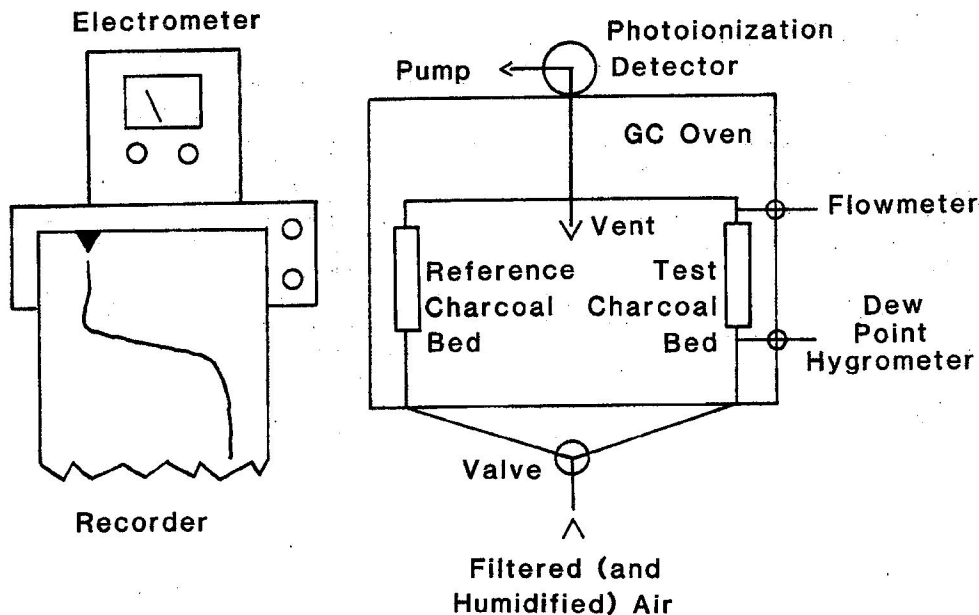 Electrometer
Photoionization
Detector
Pump
GC Oven
Vent
Flowmeter
Reference
Charcoal
Bed
Test
Charcoal
Bed
Dew
Point
Hygrometer
Valve
Recorder
Filtered (and
Humidified) Air